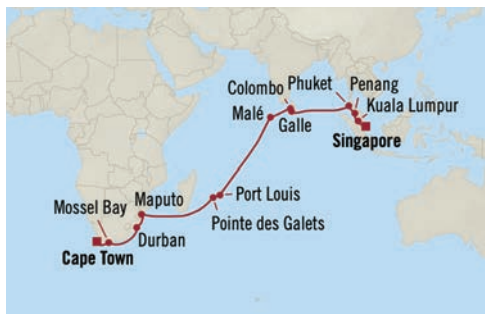 Colombo
Phuket
Penang
Kuala Lumpur
Malé
Galle
Singapore
Mossel Bay
Maputo
Port Louis
Pointe des Galets
Durban
Cape Town